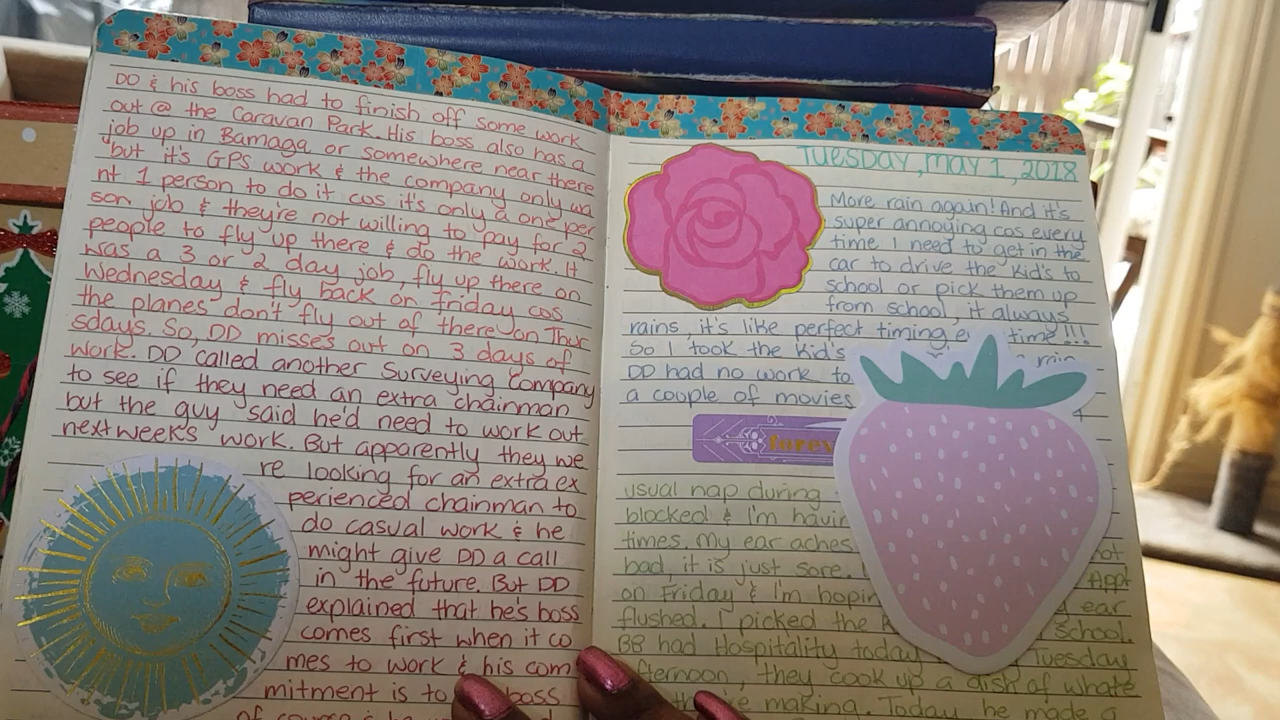 DD & his boss had to finish off some work
out @ the Caravan Park. His boss also has a
job up in Bamaga or somewhere near there
but it's GPS work & the company only wa
nt 1 person to do it cos it's only a one per
son job & they're not willing to pay for 2
people to fly up there & do the work. It
was a 3 or 2 day job, fly up there on
Wednesday & fly back on Friday cos
the planes don't fly out of there on Thur
sdays. So, DD misses out on 3 days of
work. DD called another Surveying Company
to see if they need an extra chainman
but the guy said he'd need to work out
next week's work. But apparently they we
re looking for an extra ex
perienced chainman to
do casual work & he
might give DD a call
in the future. But DD
explained that he's boss
comes first when it co
mes to work & his com
mitment is to boss
of course
Tuesday, May 1, 2018
More rain again! And it's
super annoying cos every
time I need to get in the
car to drive the kid's to
school or pick them up
from school, it always
rains, it's like perfect timing time!!!
So I took the kid's rain
DD had no work to
a couple of movies
forev
usual nap during
blocked & I'm havin
times. My ear aches not
bad, it is just sore. Appt
on Friday & I'm hopin ear
flushed. I picked the School.
BB had Hospitality today Tuesday
fternoon, they cook up a dish of whate
making. Today he made a